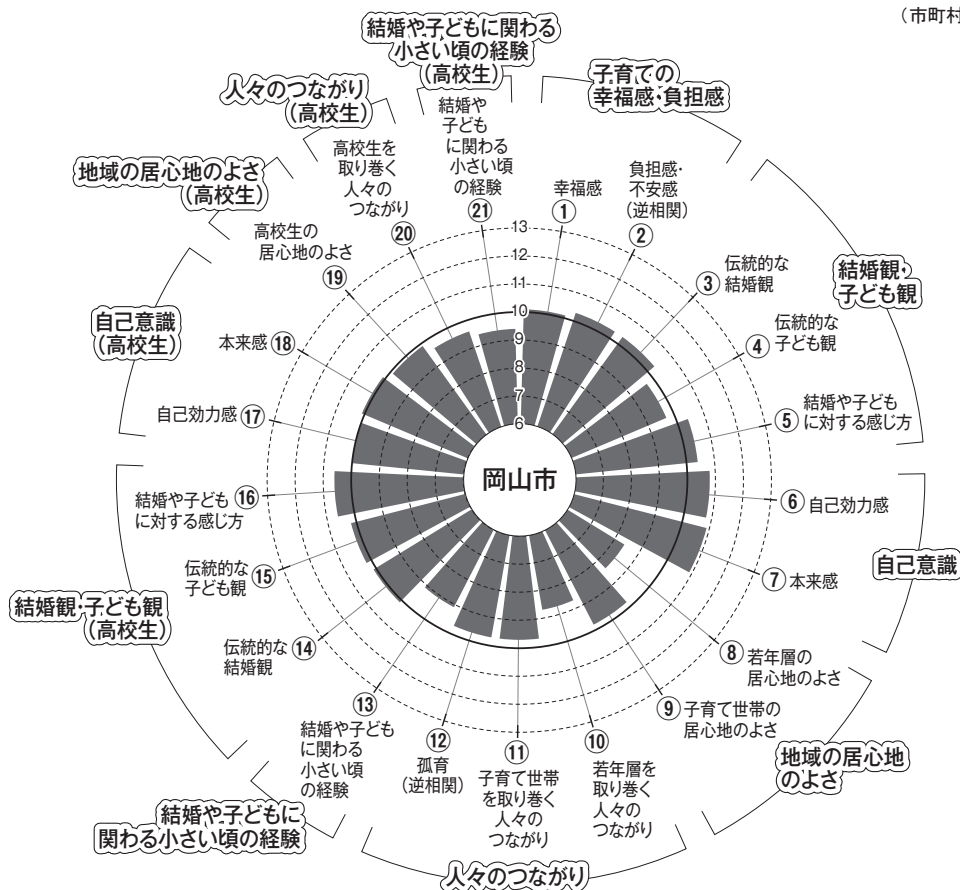 （市町村
結婚や子どもに関わる
小さい頃の経験
（高校生）
子育ての
幸福感・負担感
人々のつながり
（高校生）
地域の居心地のよさ
（高校生）
自己意識
（高校生）
結婚観・
子ども観
自己意識
地域の居心地
のよさ
人々のつながり
結婚や子どもに
関わる小さい頃の経験
結婚観・子ども観
（高校生）
幸福感
①
負担感・
不安感
（逆相関）
②
③ 伝統的な
結婚観
④ 伝統的な
子ども観
⑤ 結婚や子ども
に対する感じ方
⑥ 自己効力感
⑦ 本来感
⑧ 若年層の
居心地のよさ
⑨ 子育て世帯の
居心地のよさ
⑩
若年層を
取り巻く
人々の
つながり
⑪
子育て世帯
を取り巻く
人々の
つながり
⑫
孤育
（逆相関）
⑬
結婚や子ども
に関わる
小さい頃
の経験
伝統的な ⑭
結婚観
伝統的な
子ども観 ⑮
結婚や子ども ⑯
に対する感じ方
自己効力感 ⑰
本来感 ⑱
高校生の
居心地のよさ
⑲
高校生を
取り巻く
人々の
つながり
⑳
結婚や
子ども
に関わる
小さい頃
の経験
㉑
13
12
11
10
9
8
7
6
岡山市